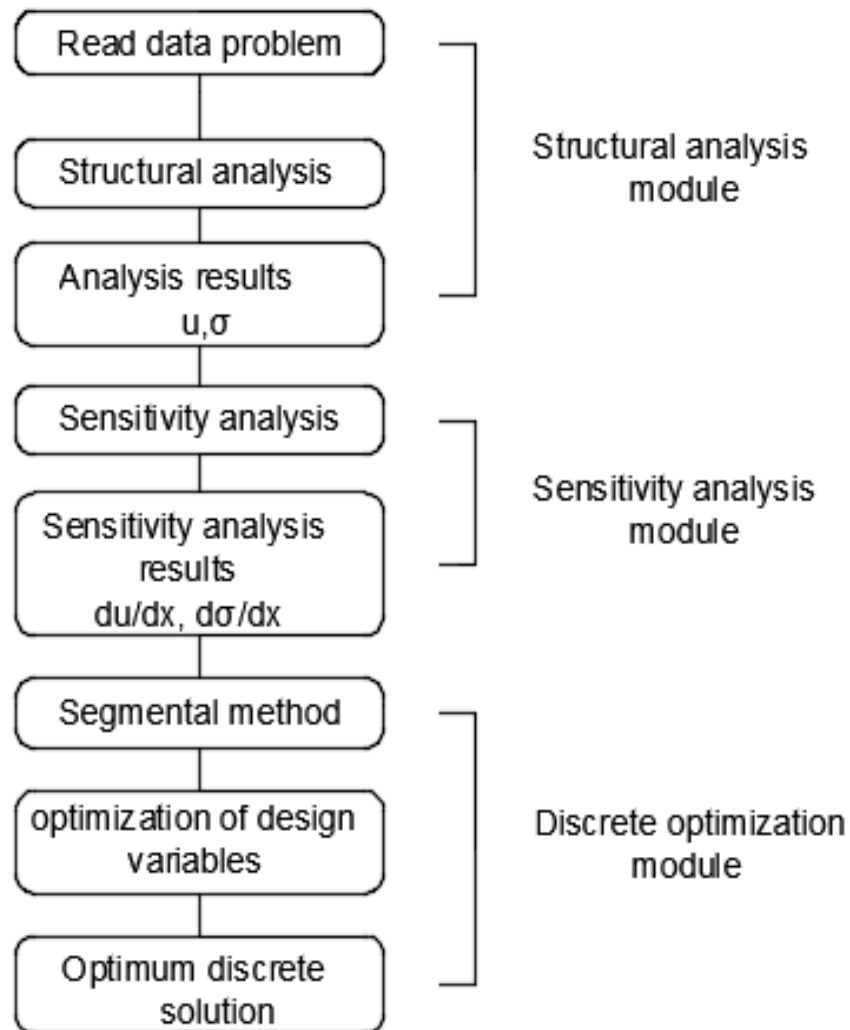 Read data problem
Structural analysis
Analysis results
u,σ
Structural analysis
module
Sensitivity analysis
Sensitivity analysis
results
du/dx, dσ/dx
Sensitivity analysis
module
Segmental method
optimization of design
variables
Optimum discrete
solution
Discrete optimization
module